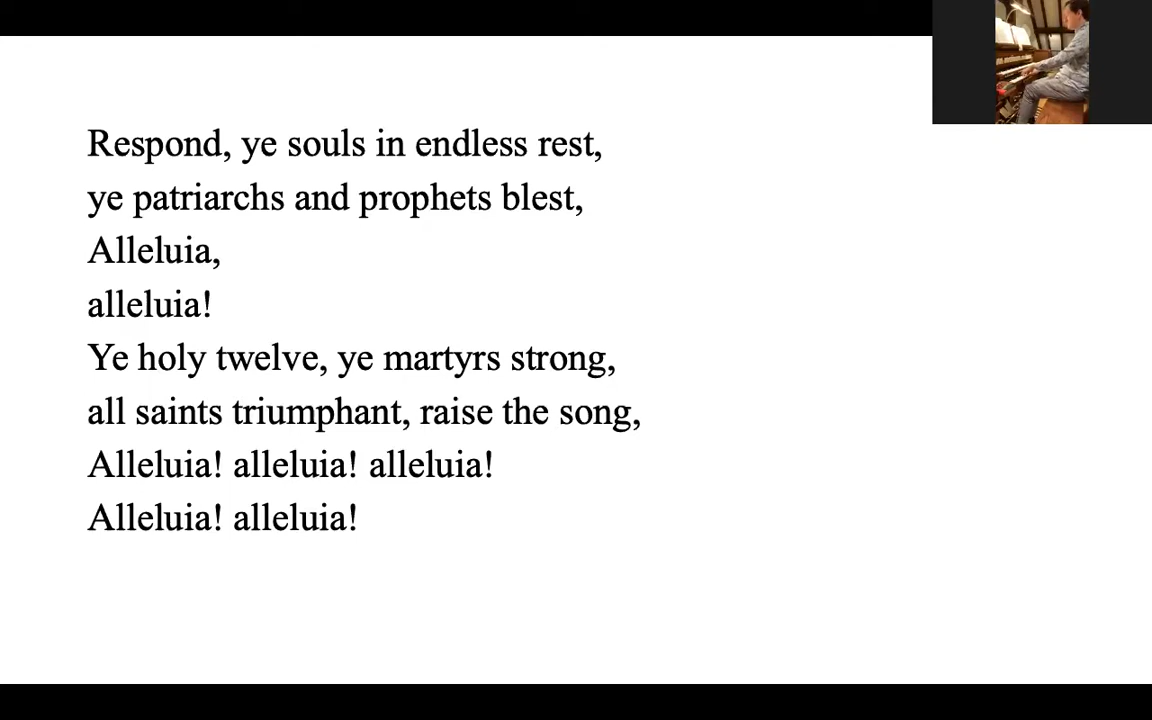 Respond, ye souls in endless rest,
ye patriarchs and prophets blest,
Alleluia,
alleluia!
Ye holy twelve, ye martyrs strong,
all saints triumphant, raise the song,
Alleluia! alleluia! alleluia!
Alleluia! alleluia!